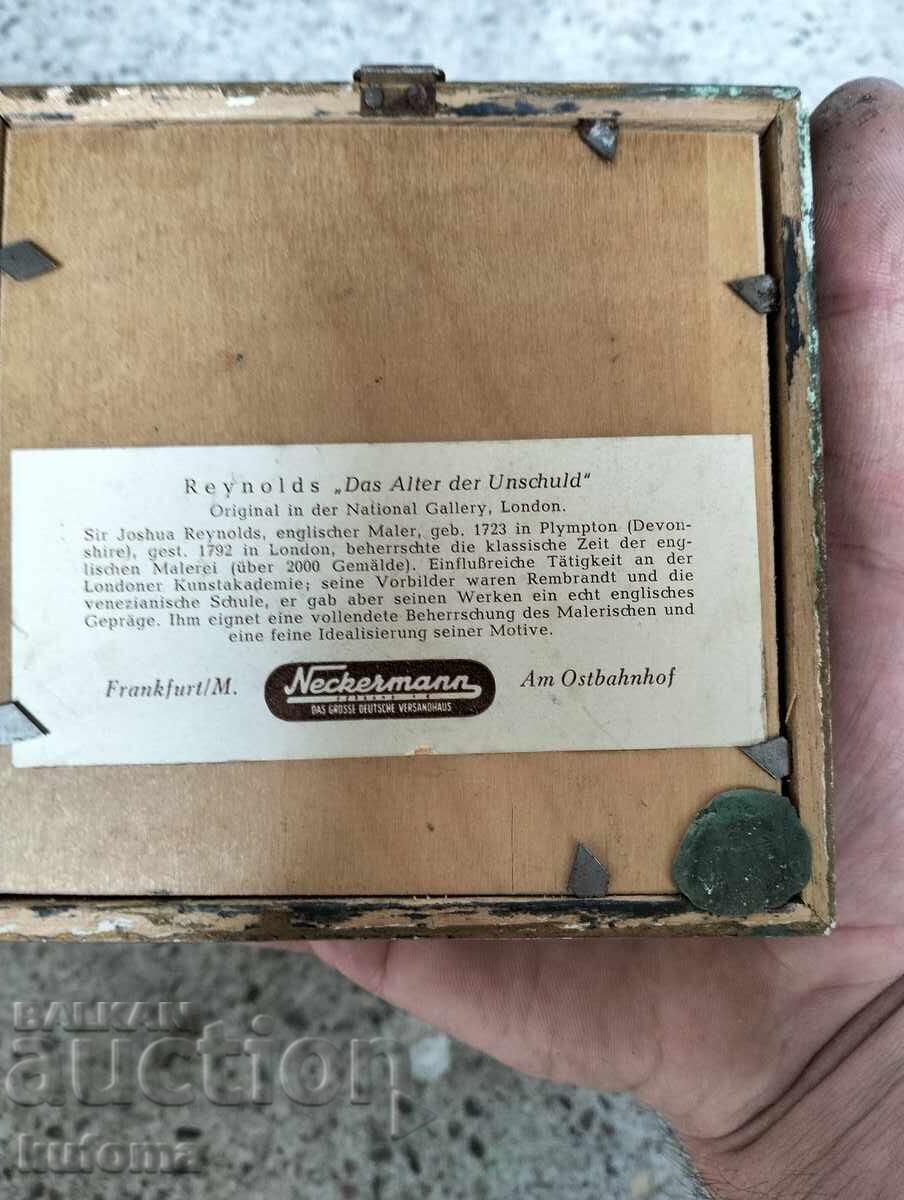 Reynolds „Das Alter der Unschuld"
Original in der National Gallery, London.
Sir Joshua Reynolds, englischer Maler, geb. 1723 in Plympton (Devon-
shire), gest. 1792 in London, beherrschte die klassische Zeit der eng-
lischen Malerei (über 2000 Gemälde). Einflußreiche Tätigkeit an der
Londoner Kunstakademie; seine Vorbilder waren Rembrandt und die
venezianische Schule, er gab aber seinen Werken ein echt englisches
Gepräge. Ihm eignet eine vollendete Beherrschung des Malerischen und
eine feine Idealisierung seiner Motive.
Frankfurt/M. Neckermann Am Ostbahnhof
DAS GROSSE DEUTSCHE VERSANDHAUS
BALKAN
auction
kufoma